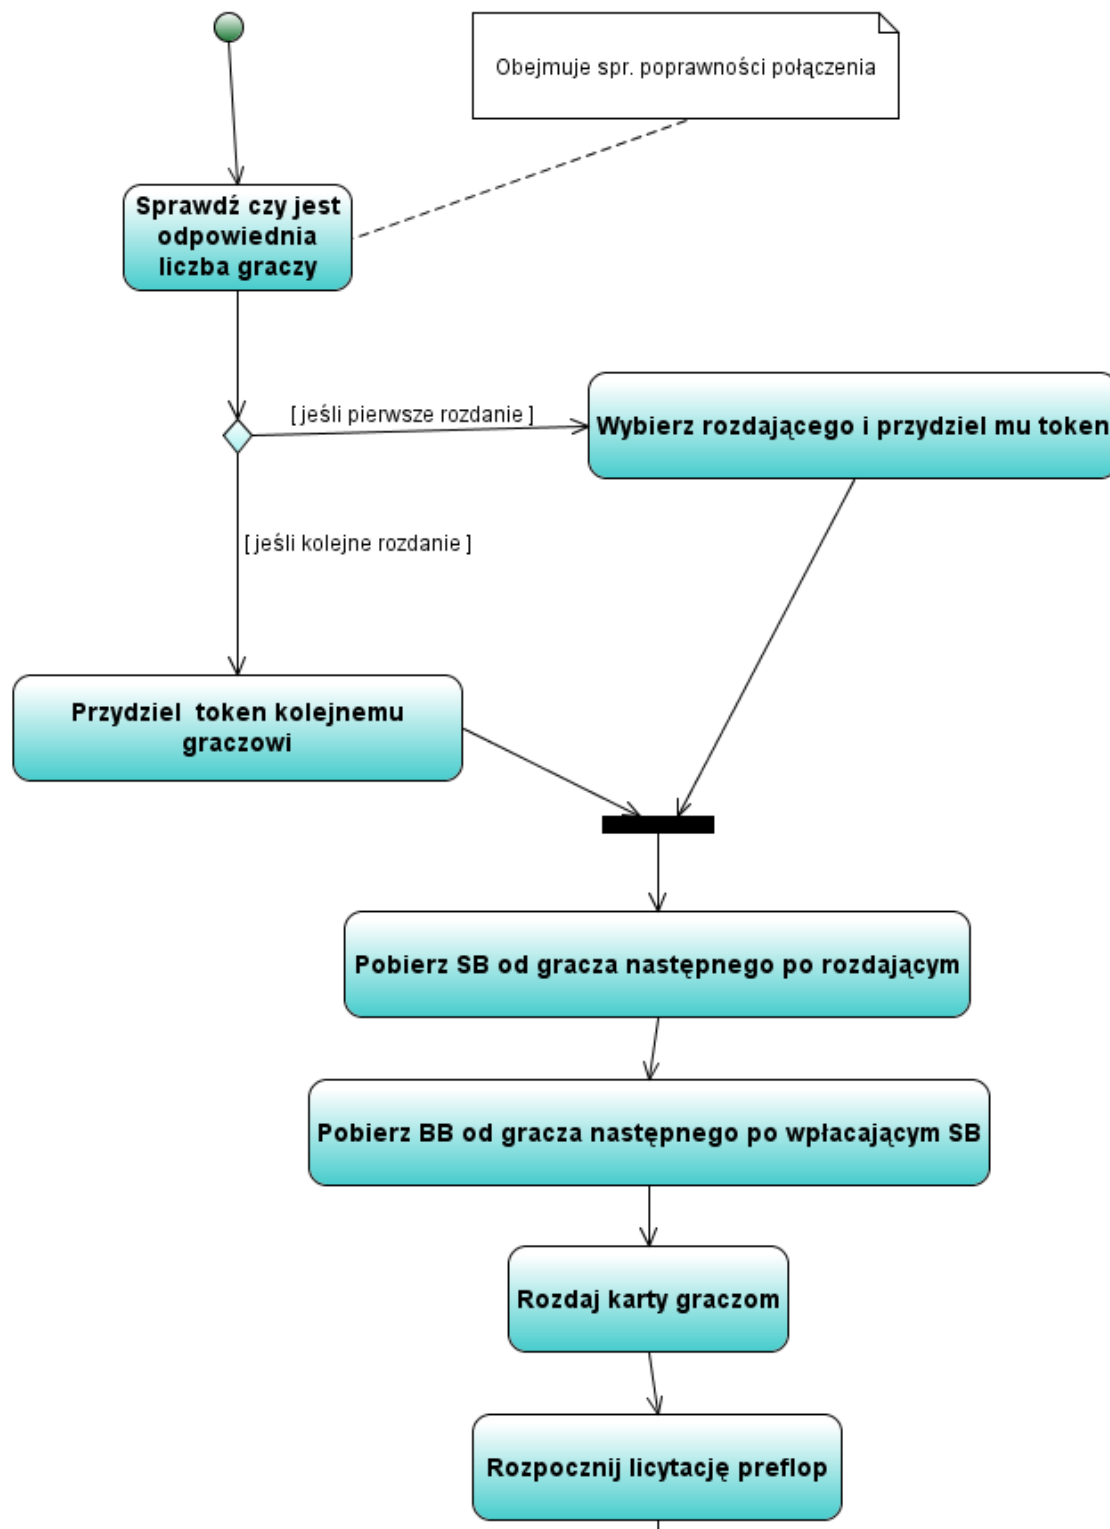 Obejmuje spr. poprawności połączenia
Sprawdź czy jest
odpowiednia
liczba graczy
[ jeśli pierwsze rozdanie ]
Wybierz rozdającego i przydziel mu token
[ jeśli kolejne rozdanie ]
Przydziel  token kolejnemu
graczowi
Pobierz SB od gracza następnego po rozdającym
Pobierz BB od gracza następnego po wpłacającym SB
Rozdaj karty graczom
Rozpocznij licytację preflop